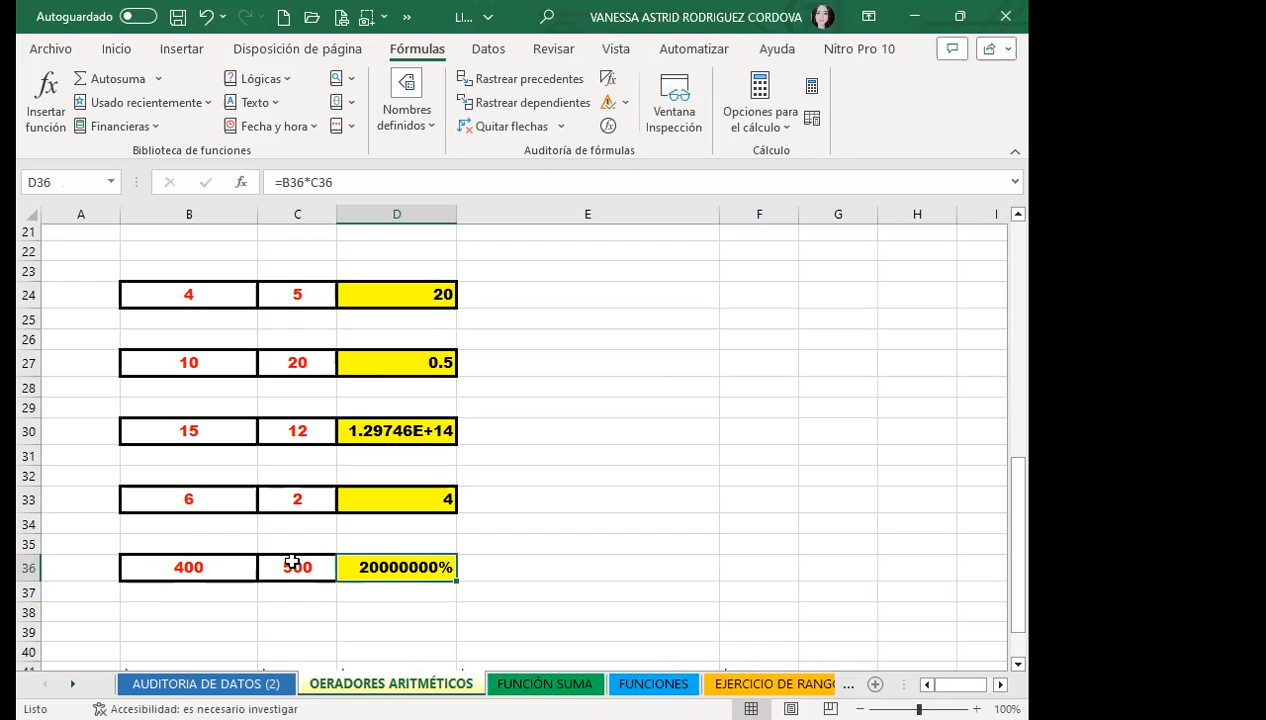 Autoguardado LI... VANESSA ASTRID RODRIGUEZ CORDOVA
Archivo Inicio Insertar Disposición de página Fórmulas Datos Revisar Vista Automatizar Ayuda Nitro Pro 10
fx Insertar función
Autosuma
Usado recientemente
Financieras
Lógicas
Texto
Fecha y hora
Nombres definidos
Rastrear precedentes
Rastrear dependientes
Quitar flechas
Ventana Inspección
Opciones para el cálculo
Biblioteca de funciones Auditoría de fórmulas Cálculo
D36 fx =B36*C36
A B C D E F G H I
21
22
23
24 4 5 20
25
26
27 10 20 0.5
28
29
30 15 12 1.29746E+14
31
32
33 6 2 4
34
35
36 400 500 20000000%
37
38
39
40
AUDITORIA DE DATOS (2) OERADORES ARITMÉTICOS FUNCIÓN SUMA FUNCIONES EJERCICIO DE RANGO ...
Listo Accesibilidad: es necesario investigar 100%